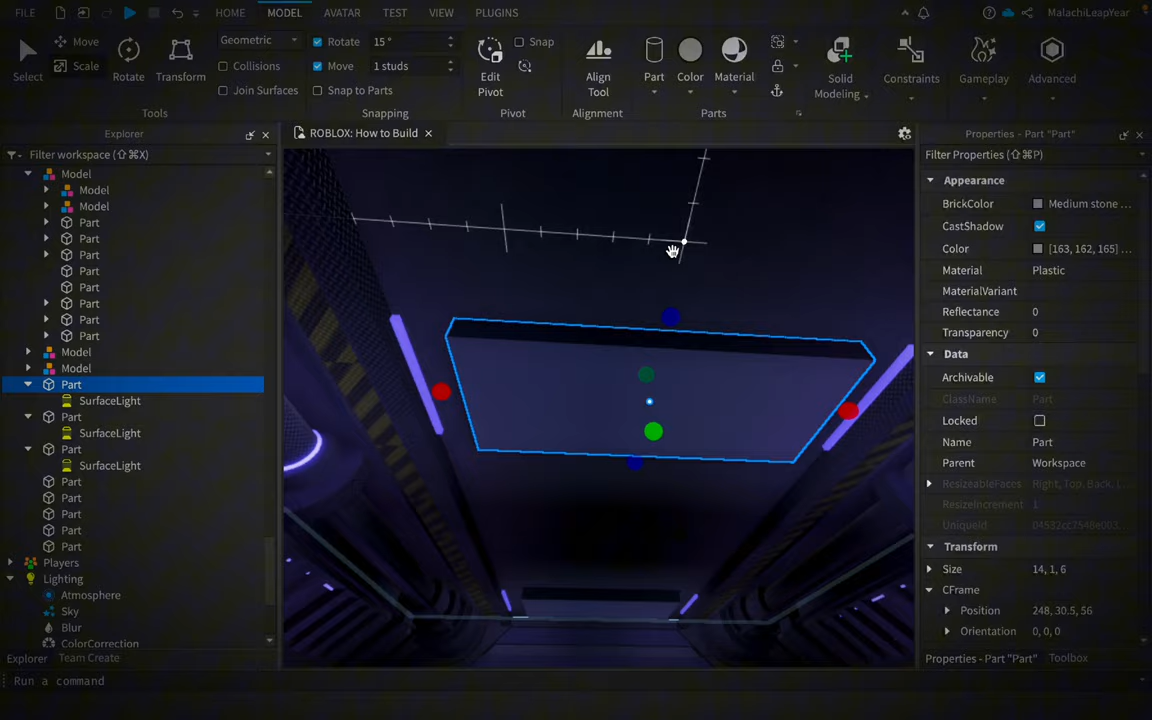 FILE HOME MODEL AVATAR TEST VIEW PLUGINS MalachiLeapYear
Select
Move
Scale
Rotate
Transform
Geometric
Collisions
Join Surfaces
Tools
Rotate 15 °
Move 1 studs
Snap to Parts
Snapping
Edit
Pivot
Snap
Pivot
Align
Tool
Alignment
Part
Color
Material
Parts
Solid
Modeling
Constraints
Gameplay
Advanced
Explorer
Filter workspace (⇧⌘X)
Model
Model
Model
Part
Part
Part
Part
Part
Part
Part
Part
Model
Model
Part
SurfaceLight
Part
SurfaceLight
Part
SurfaceLight
Part
Part
Part
Part
Part
Players
Lighting
Atmosphere
Sky
Blur
ColorCorrection
Explorer Team Create
ROBLOX: How to Build
Properties - Part "Part"
Filter Properties (⇧⌘P)
Appearance
BrickColor Medium stone ...
CastShadow
Color [163, 162, 165] ...
Material Plastic
MaterialVariant
Reflectance 0
Transparency 0
Data
Archivable
ClassName Part
Locked
Name Part
Parent Workspace
ResizeableFaces Right, Top, Back, L...
ResizeIncrement 1
UniqueId
Transform
Size 14, 1, 6
CFrame
Position 248, 30.5, 56
Orientation 0, 0, 0
Properties - Part "Part" Toolbox
Run a command